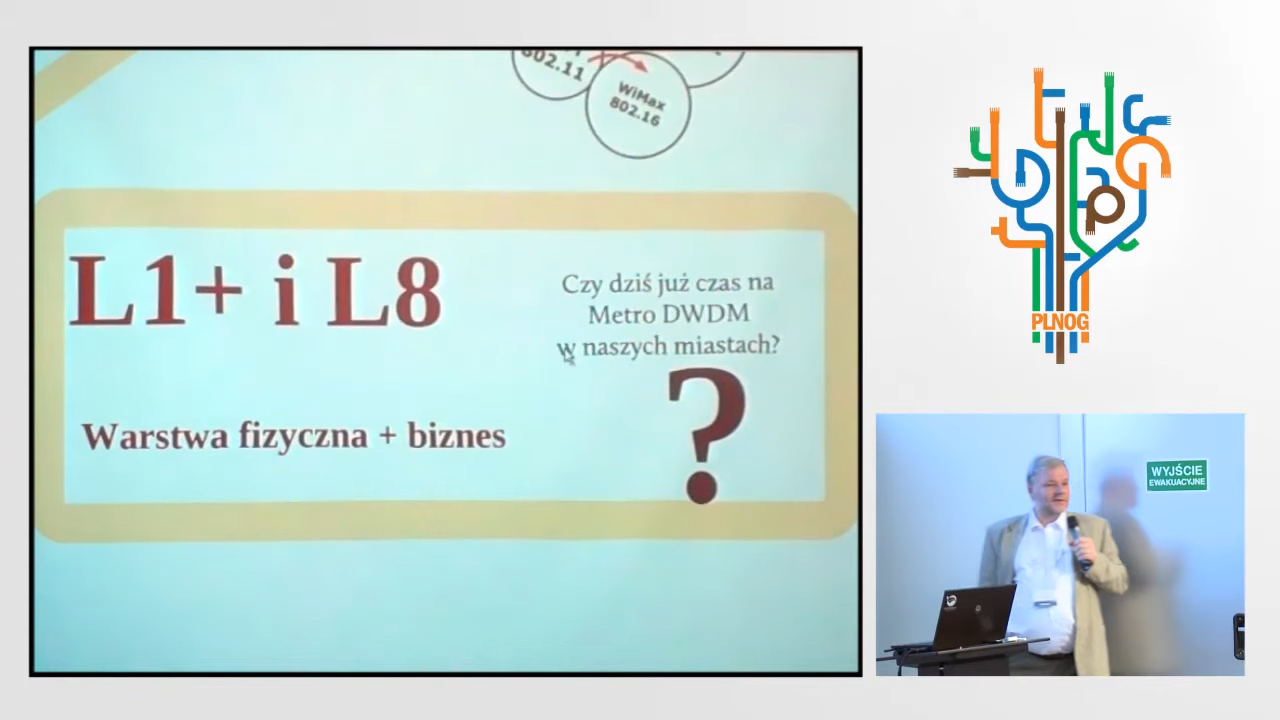 802.11
WiMax
802.16
L1+ i L8
Czy dziś już czas na
Metro DWDM
w naszych miastach?
?
Warstwa fizyczna + biznes
PLNOG
WYJŚCIE
EWAKUACYJNE